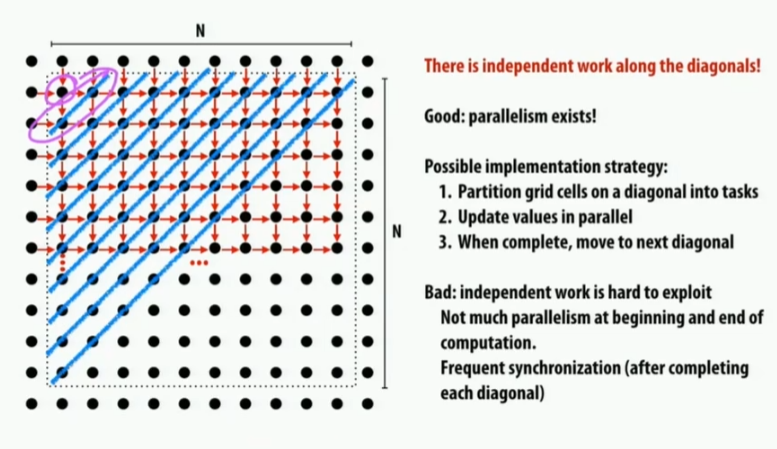 N
There is independent work along the diagonals!
Good: parallelism exists!
N
Possible implementation strategy:
1. Partition grid cells on a diagonal into tasks
2. Update values in parallel
3. When complete, move to next diagonal
Bad: independent work is hard to exploit
Not much parallelism at beginning and end of
computation.
Frequent synchronization (after completing
each diagonal)